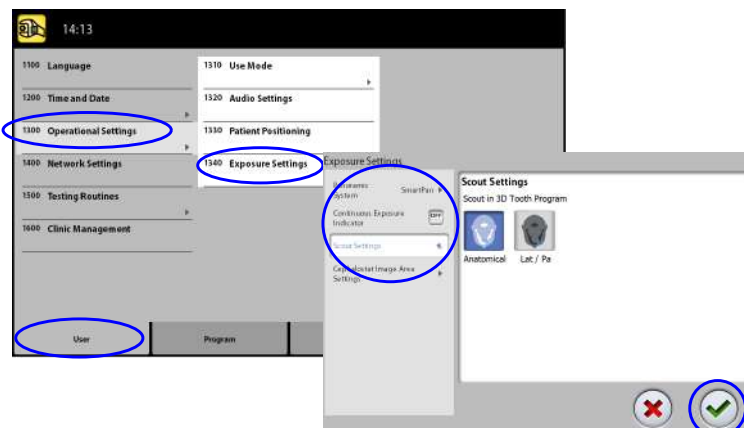 14:13
1100 Language
1200 Time and Date
1300 Operational Settings
1400 Network Settings
1500 Testing Routines
1600 Clinic Management
1310 Use Mode
1320 Audio Settings
1330 Patient Positioning
1340 Exposure Settings
User
Program
Exposure Settings
Panoramic
System
SmartPan
Continuous Exposure
Indicator
OFF
Scout Settings
Cephalostat Image Area
Settings
Scout Settings
Scout in 3D Tooth Program
Anatomical
Lat / Pa